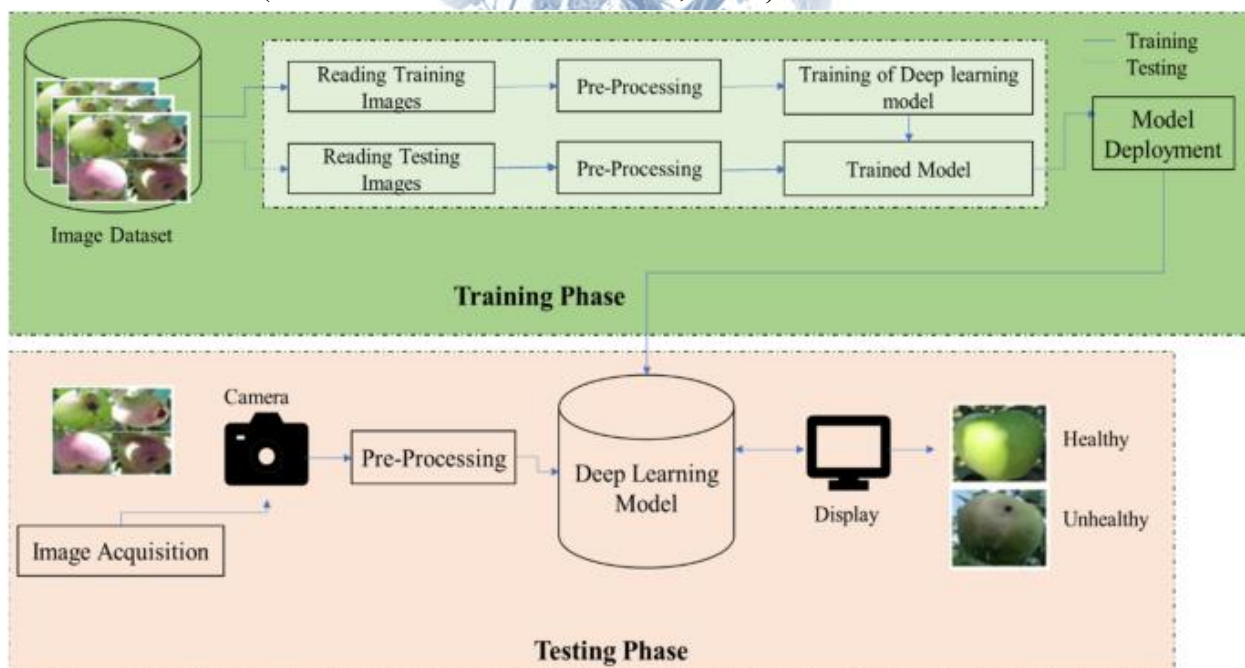 Training
Testing
Reading Training
Images
Pre-Processing
Training of Deep learning
model
Model
Deployment
Reading Testing
Images
Pre-Processing
Trained Model
Image Dataset
Training Phase
Camera
Pre-Processing
Deep Learning
Model
Display
Healthy
Unhealthy
Image Acquisition
Testing Phase